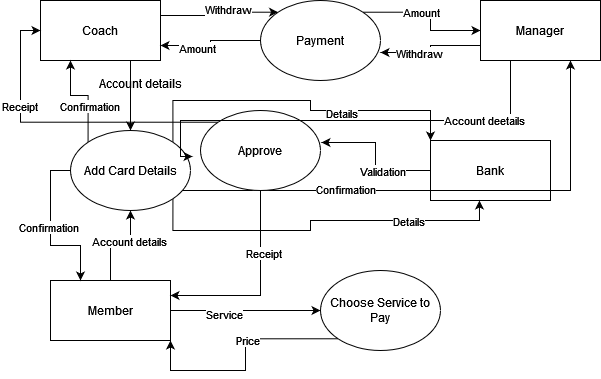 Withdraw
Amount
Coach
Payment
Manager
Amount
Withdraw
Account details
Receipt
Confirmation
Details
Account deetails
Approve
Add Card Details
Validation
Bank
Confirmation
Confirmation
Account details
Details
Receipt
Member
Service
Choose Service to
Pay
Price